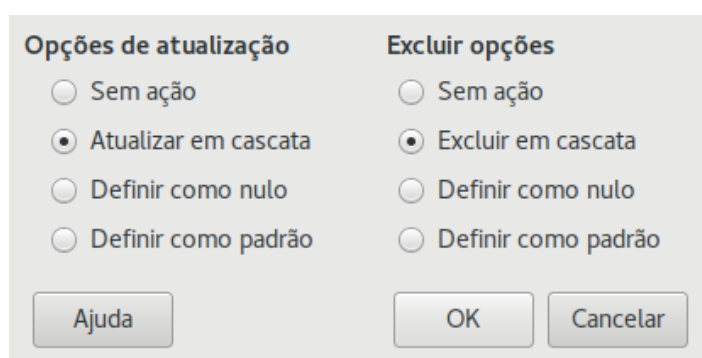 Opções de atualização
Sem ação
Atualizar em cascata
Definir como nulo
Definir como padrão
Excluir opções
Sem ação
Excluir em cascata
Definir como nulo
Definir como padrão
Ajuda
OK
Cancelar